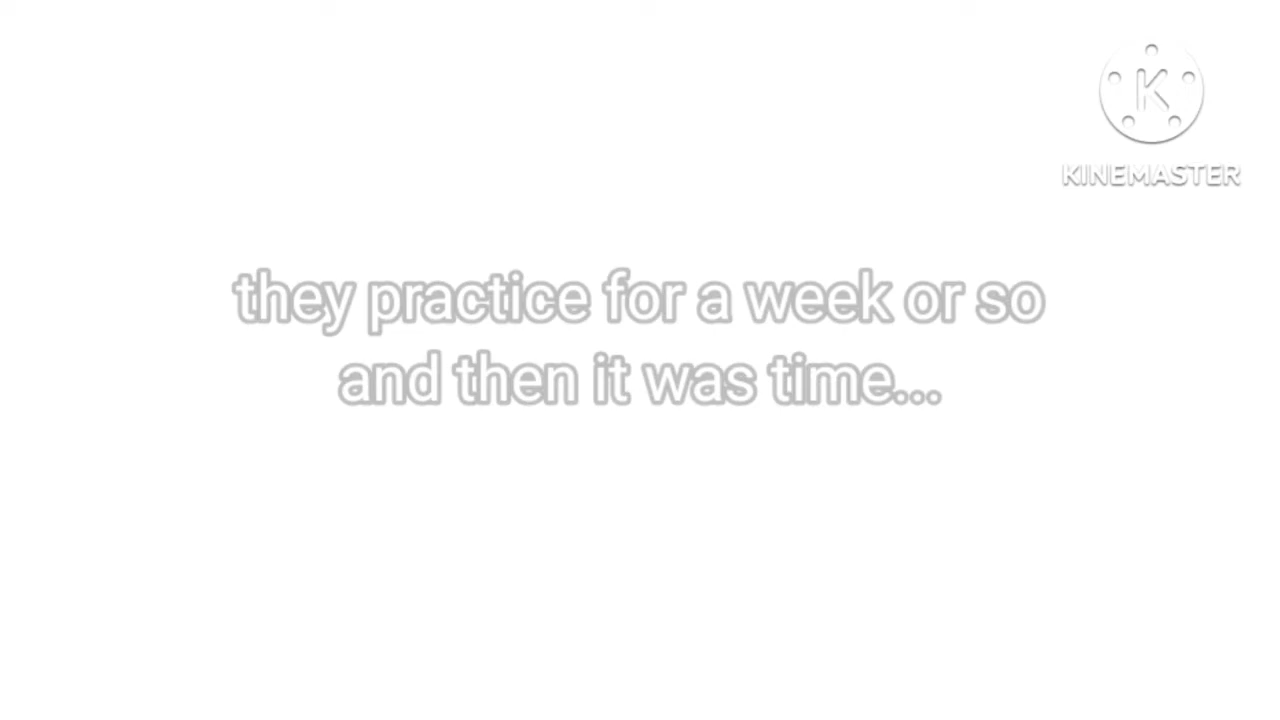 K
KINEMASTER
they practice for a week or so
and then it was time...